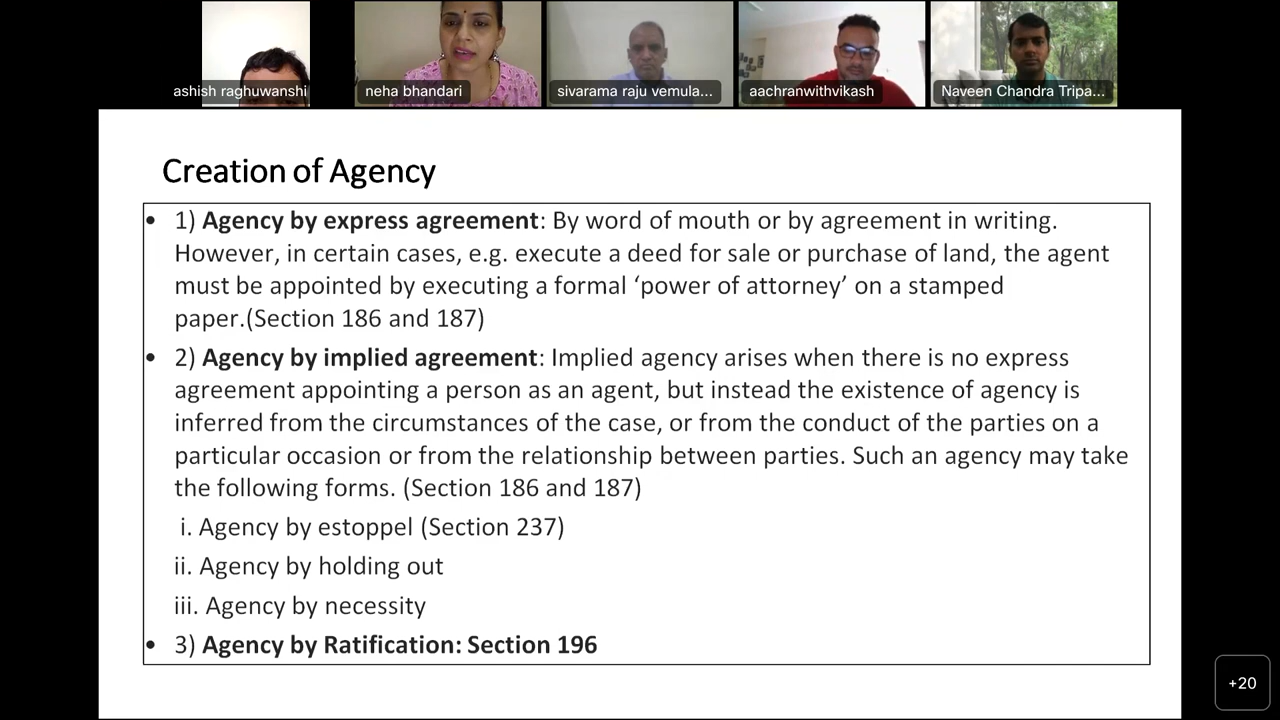 ashish raghuwanshi
neha bhandari
sivarama raju vemula...
aachranwithvikash
Naveen Chandra Tripa...
Creation of Agency
• 1) Agency by express agreement: By word of mouth or by agreement in writing.
However, in certain cases, e.g. execute a deed for sale or purchase of land, the agent
must be appointed by executing a formal ‘power of attorney’ on a stamped
paper.(Section 186 and 187)
• 2) Agency by implied agreement: Implied agency arises when there is no express
agreement appointing a person as an agent, but instead the existence of agency is
inferred from the circumstances of the case, or from the conduct of the parties on a
particular occasion or from the relationship between parties. Such an agency may take
the following forms. (Section 186 and 187)
i. Agency by estoppel (Section 237)
ii. Agency by holding out
iii. Agency by necessity
• 3) Agency by Ratification: Section 196
+20